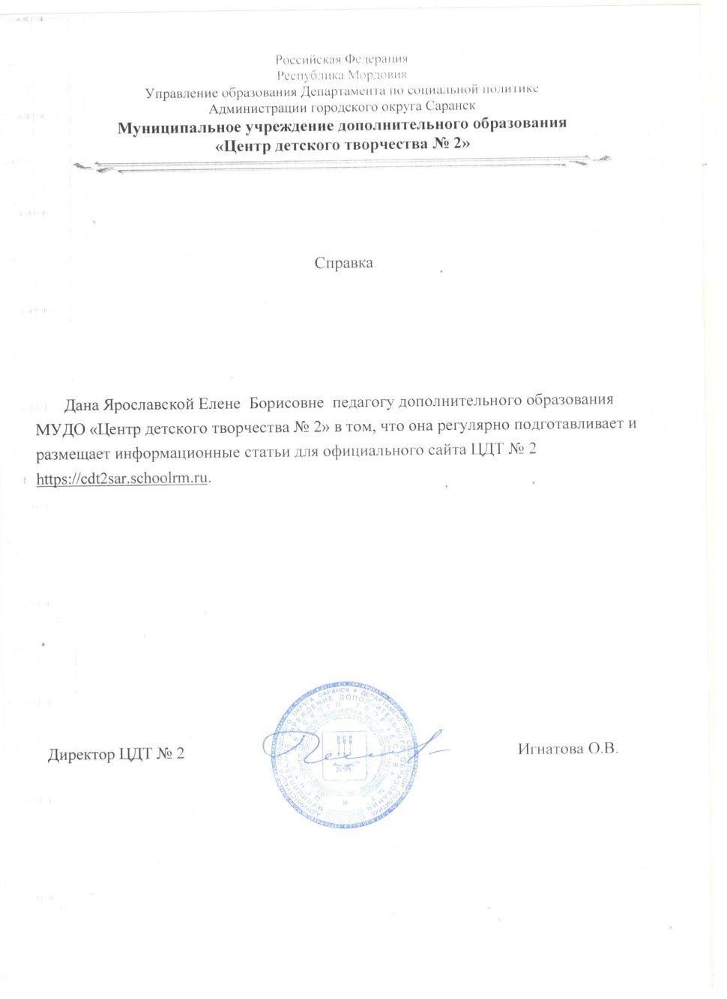 Российская Федерация
Республика Мордовия
Управление образования Департамента по социальной политике
Администрации городского округа Саранск
Муниципальное учреждение дополнительного образования
«Центр детского творчества № 2»
Справка
Дана Ярославской Елене Борисовне педагогу дополнительного образования
МУДО «Центр детского творчества № 2» в том, что она регулярно подготавливает и
размещает информационные статьи для официального сайта ЦДТ № 2
https://cdt2sar.schoolrm.ru.
Директор ЦДТ № 2
Игнатова О.В.